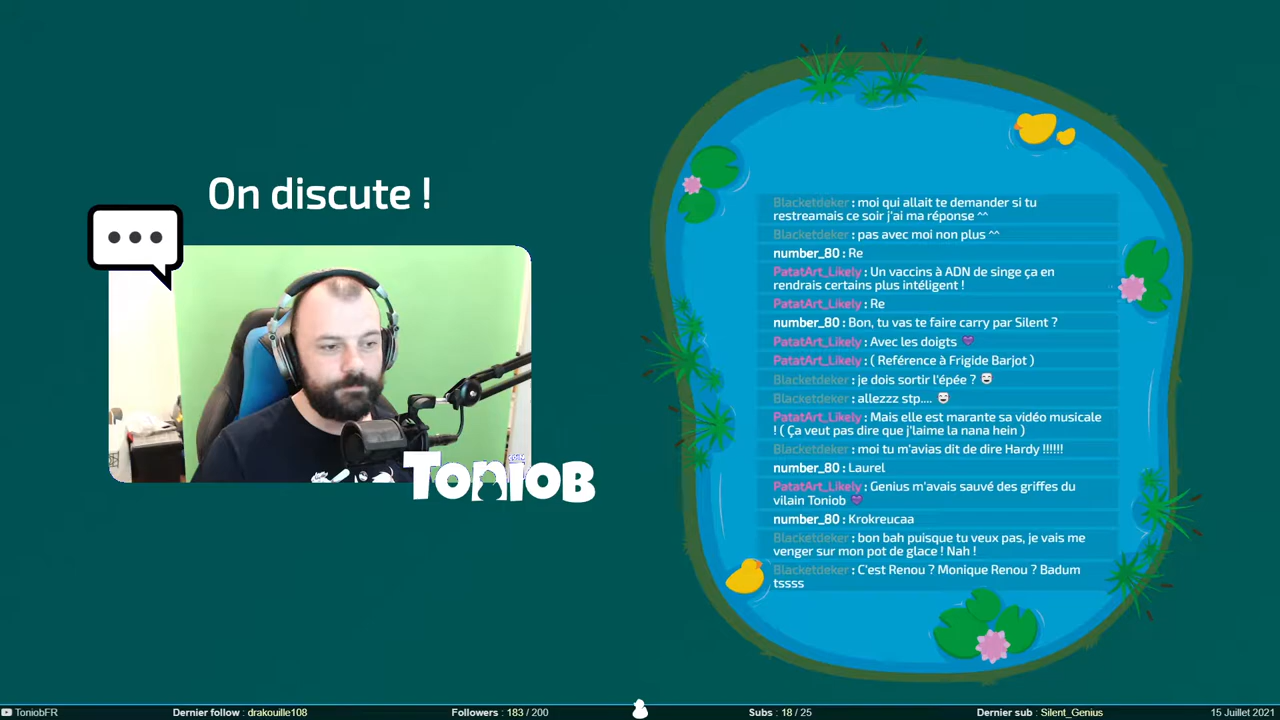 On discute !
TonioB
Blacketdeker : moi qui allait te demander si tu
restreamais ce soir j'ai ma réponse ^^
Blacketdeker : pas avec moi non plus ^^
number_80 : Re
PatatArt_Likely : Un vaccins à ADN de singe ça en
rendrais certains plus intéligent !
PatatArt_Likely : Re
number_80 : Bon, tu vas te faire carry par Silent ?
PatatArt_Likely : Avec les doigts 💜
PatatArt_Likely : ( Reférence à Frigide Barjot )
Blacketdeker : je dois sortir l'épée ?
Blacketdeker : allezzz stp....
PatatArt_Likely : Mais elle est marante sa vidéo musicale
! ( Ça veut pas dire que j'laime la nana hein )
Blacketdeker : moi tu m'avias dit de dire Hardy !!!!!!
number_80 : Laurel
PatatArt_Likely : Genius m'avais sauvé des griffes du
vilain Toniob 💜
number_80 : Krokreucaa
Blacketdeker : bon bah puisque tu veux pas, je vais me
venger sur mon pot de glace ! Nah !
Blacketdeker : C'est Renou ? Monique Renou ? Badum
tssss
ToniobFR
Dernier follow : drakouille108
Followers : 183 / 200
Subs : 18 / 25
Dernier sub : Silent_Genius
15 Juillet 2021